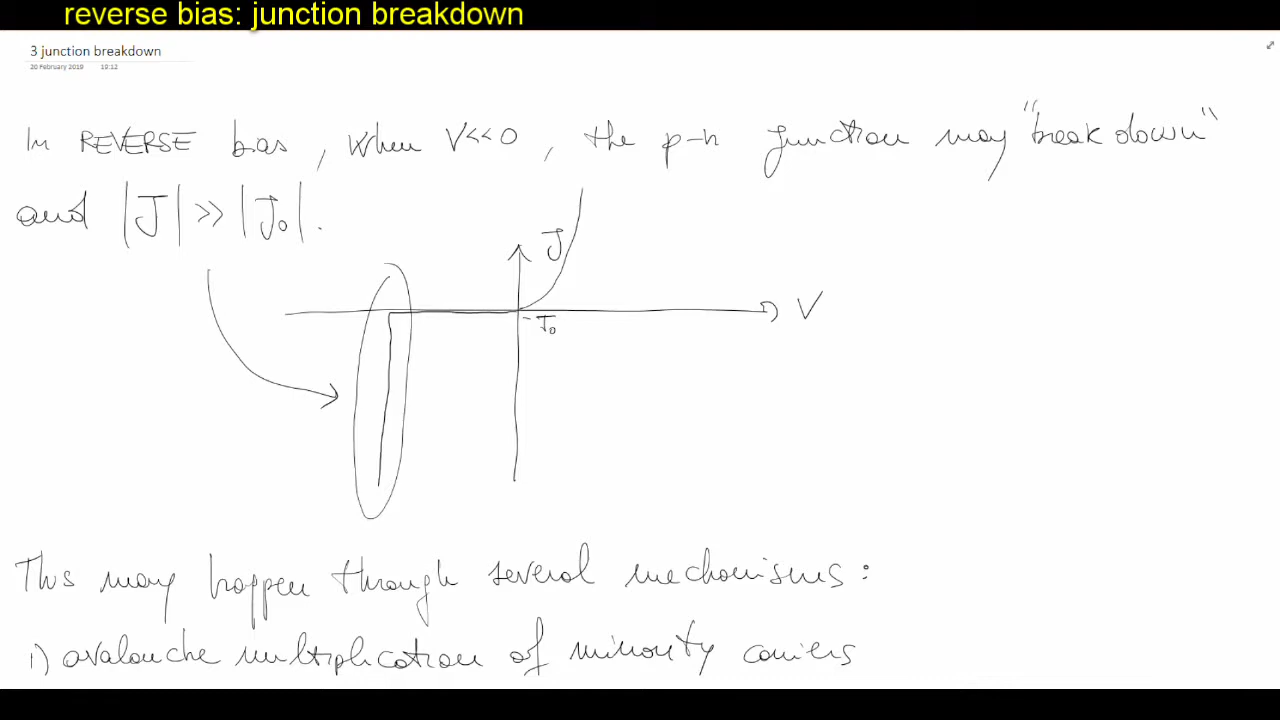 reverse bias: junction breakdown
3 junction breakdown
20 February 2019 19:12
In REVERSE bias, when V<<0, the p-n junction may "break down"
and |J| >> |J₀|.
J
V
- J₀
This may happen through several mechanisms:
1) avalanche multiplication of minority carriers